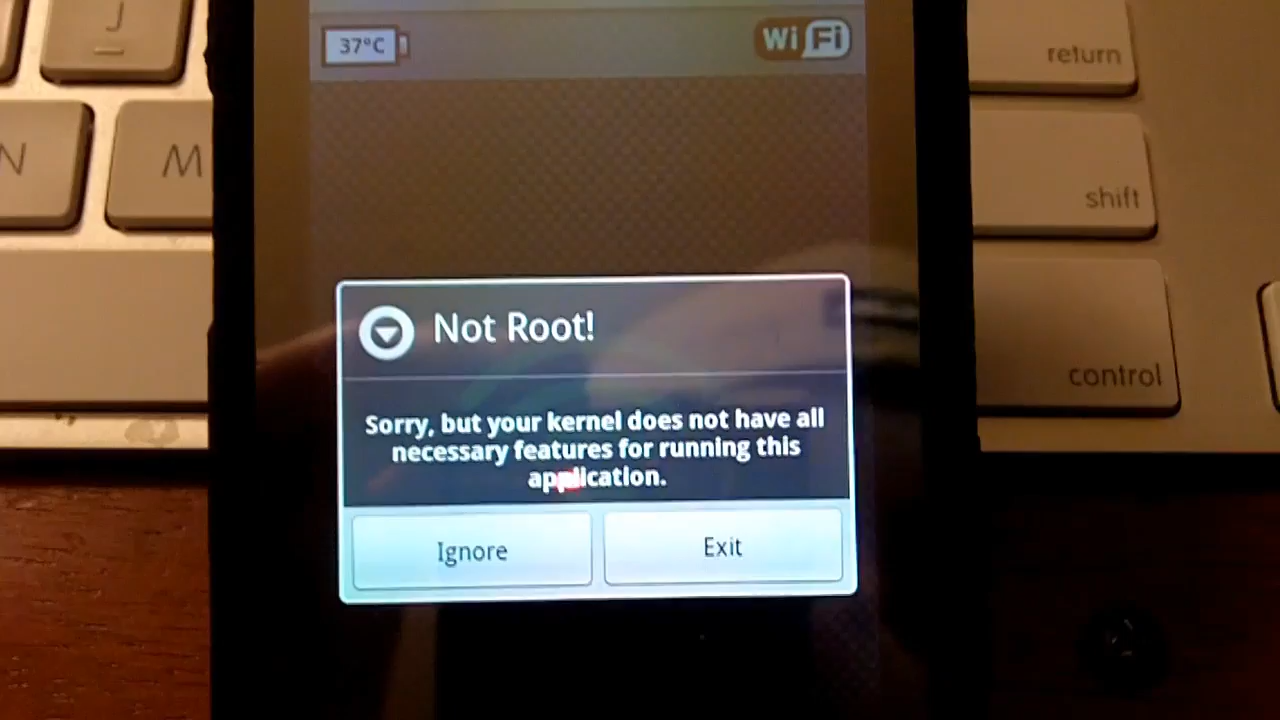 J
37°C
WiFi
return
N
M
shift
Not Root!
control
Sorry, but your kernel does not have all
necessary features for running this
application.
Ignore
Exit